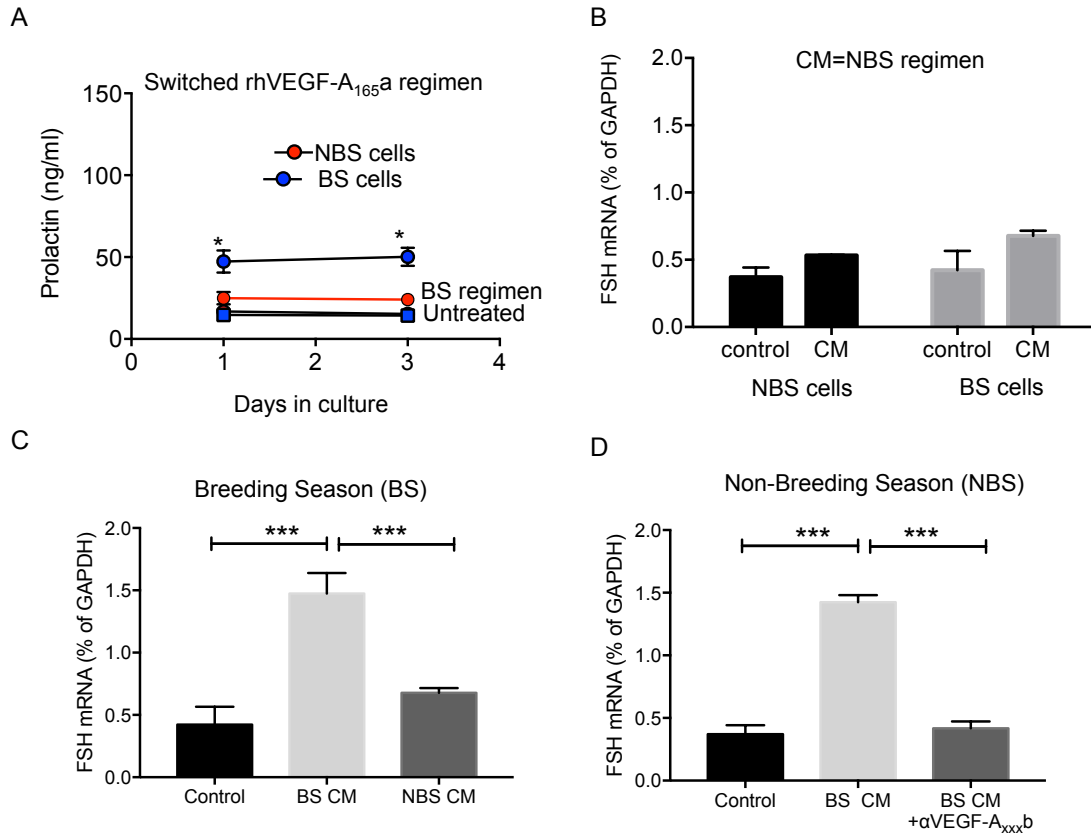 A
Switched rhVEGF-A165a regimen
150
100
50
0
Prolactin (ng/ml)
NBS cells
BS cells
*
*
BS regimen
Untreated
0 1 2 3 4
Days in culture
B
CM=NBS regimen
2.0
1.5
1.0
0.5
0.0
FSH mRNA (% of GAPDH)
control CM control CM
NBS cells BS cells
C
Breeding Season (BS)
*** ***
2.0
1.5
1.0
0.5
0.0
FSH mRNA (% of GAPDH)
Control BS CM NBS CM
D
Non-Breeding Season (NBS)
*** ***
2.0
1.5
1.0
0.5
0.0
FSH mRNA (% of GAPDH)
Control BS CM BS CM
+αVEGF-Axxxb